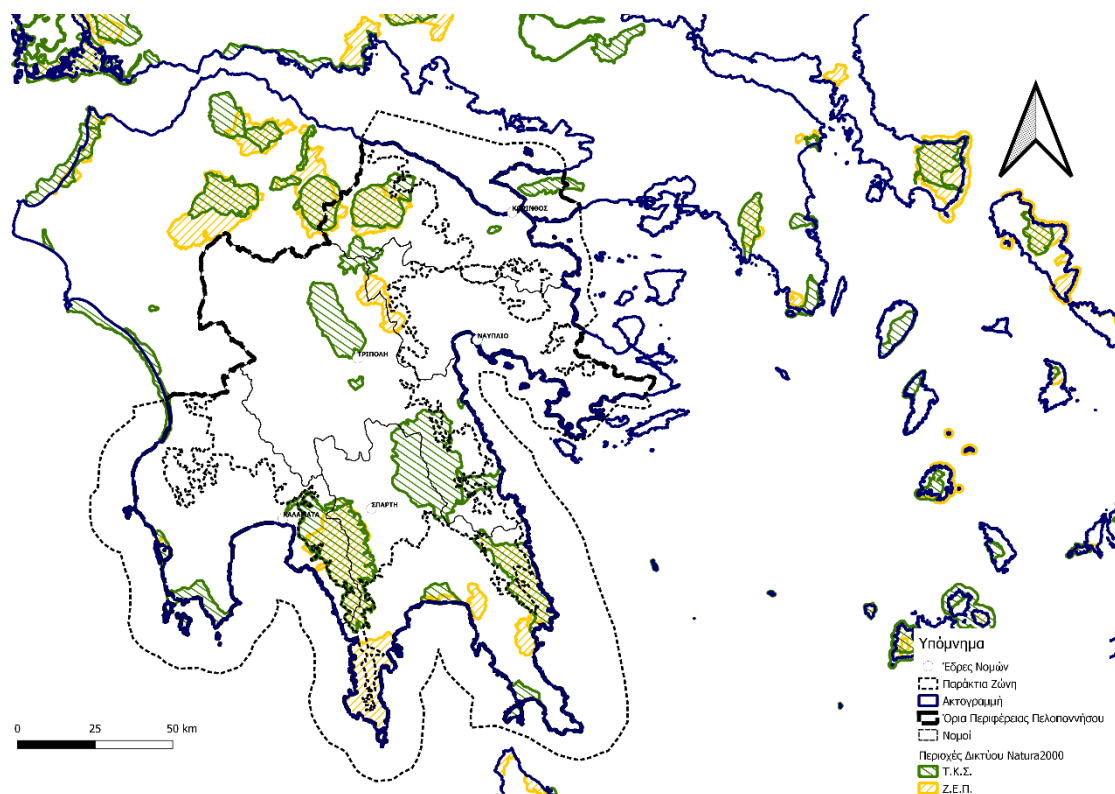 ΚΟΡΙΝΘΟΣ
ΝΑΥΠΛΙΟ
ΤΡΙΠΟΛΗ
ΣΠΑΡΤΗ
ΚΑΛΑΜΑΤΑ
0 25 50 km
Υπόμνημα
Έδρες Νομών
Παράκτια Ζώνη
Ακτογραμμή
Όρια Περιφέρειας Πελοποννήσου
Νομοί
Περιοχές Δικτύου Natura2000
Τ.Κ.Σ.
Ζ.Ε.Π.